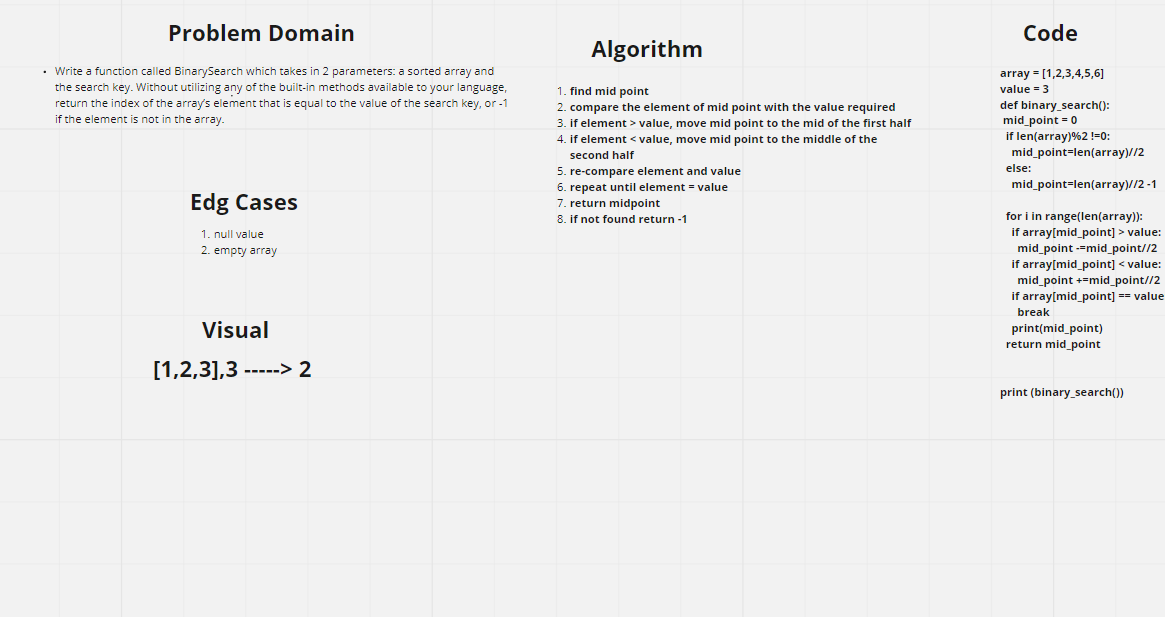 Problem Domain
• Write a function called BinarySearch which takes in 2 parameters: a sorted array and
the search key. Without utilizing any of the built-in methods available to your language,
return the index of the array's element that is equal to the value of the search key, or -1
if the element is not in the array.
Edg Cases
1. null value
2. empty array
Visual
[1,2,3],3 -----> 2
Algorithm
1. find mid point
2. compare the element of mid point with the value required
3. if element > value, move mid point to the mid of the first half
4. if element < value, move mid point to the middle of the
second half
5. re-compare element and value
6. repeat until element = value
7. return midpoint
8. if not found return -1
Code
array = [1,2,3,4,5,6]
value = 3
def binary_search():
mid_point = 0
if len(array)%2 !=0:
mid_point=len(array)//2
else:
mid_point=len(array)//2 -1
for i in range(len(array)):
if array[mid_point] > value:
mid_point -=mid_point//2
if array[mid_point] < value:
mid_point +=mid_point//2
if array[mid_point] == value
break
print(mid_point)
return mid_point
print (binary_search())